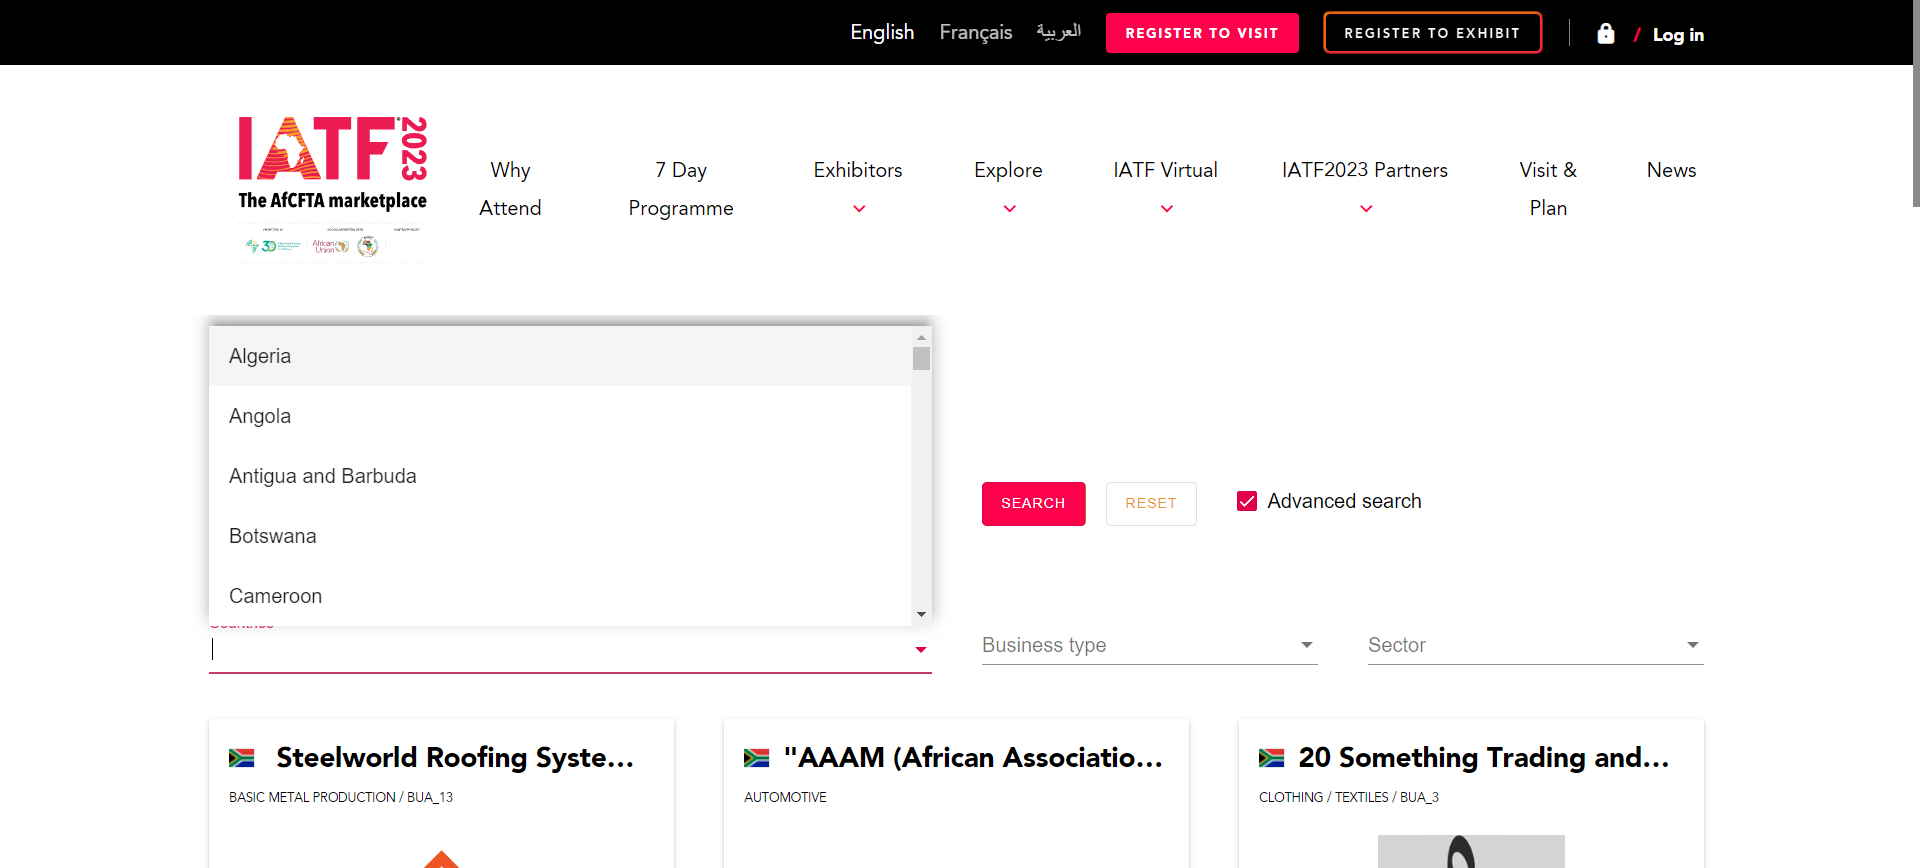 English Français العربية REGISTER TO VISIT REGISTER TO EXHIBIT / Log in
IATF 2023
The AfCFTA marketplace
African Union
Why Attend
7 Day Programme
Exhibitors
Explore
IATF Virtual
IATF2023 Partners
Visit & Plan
News
Algeria
Angola
Antigua and Barbuda
Botswana
Cameroon
SEARCH RESET Advanced search
Business type
Sector
Steelworld Roofing Syste...
BASIC METAL PRODUCTION / BUA_13
"AAAM (African Associatio...
AUTOMOTIVE
20 Something Trading and...
CLOTHING / TEXTILES / BUA_3